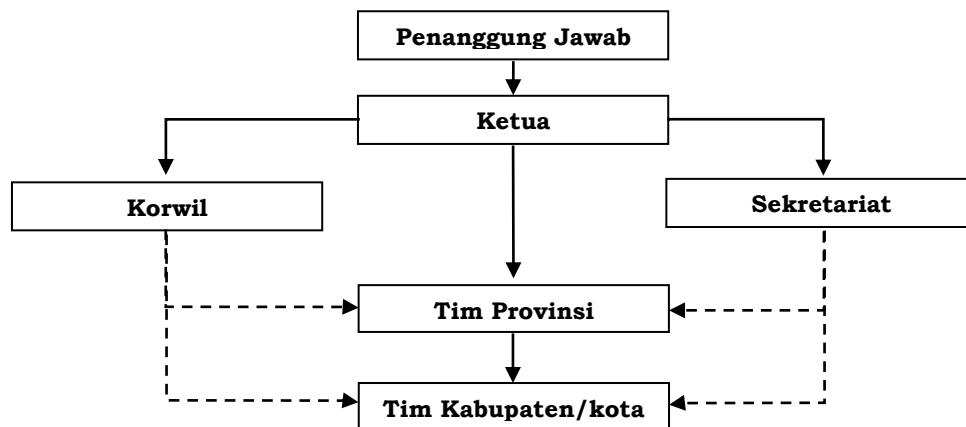 Penanggung Jawab
Ketua
Korwil
Sekretariat
Tim Provinsi
Tim Kabupaten/kota